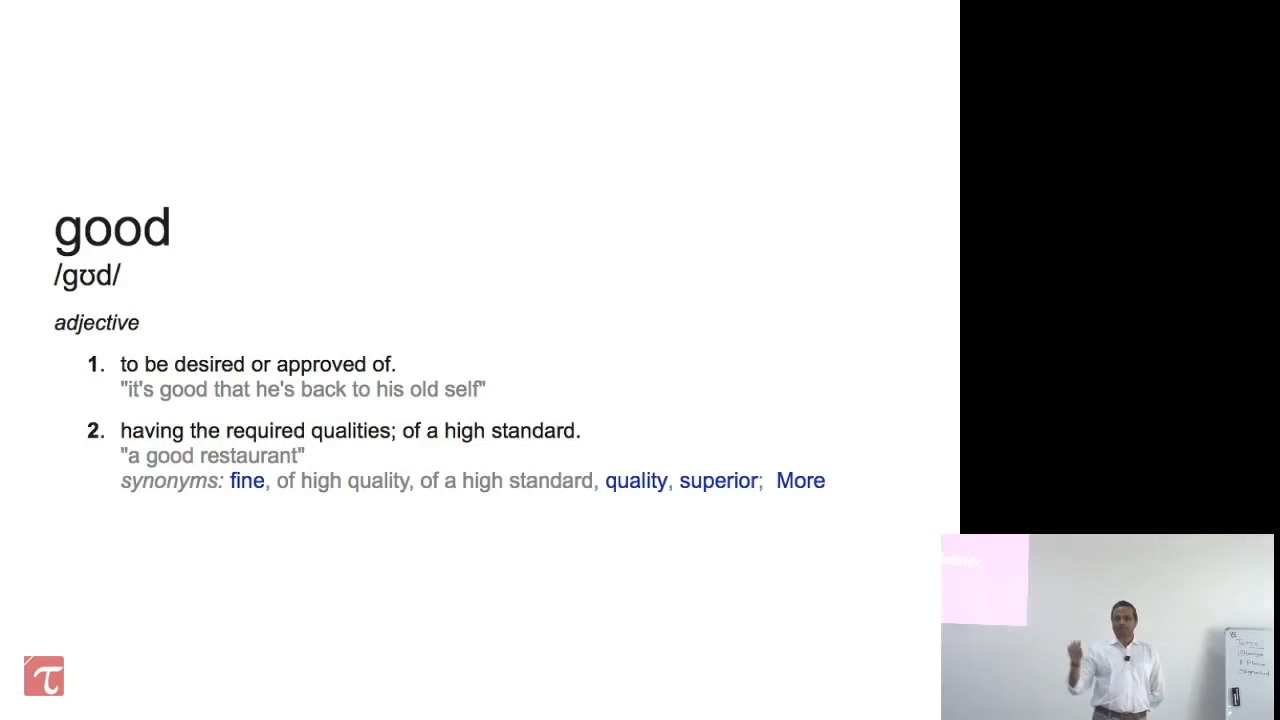 good
/gʊd/
adjective
1. to be desired or approved of.
"it's good that he's back to his old self"
2. having the required qualities; of a high standard.
"a good restaurant"
synonyms: fine, of high quality, of a high standard, quality, superior; More
τ